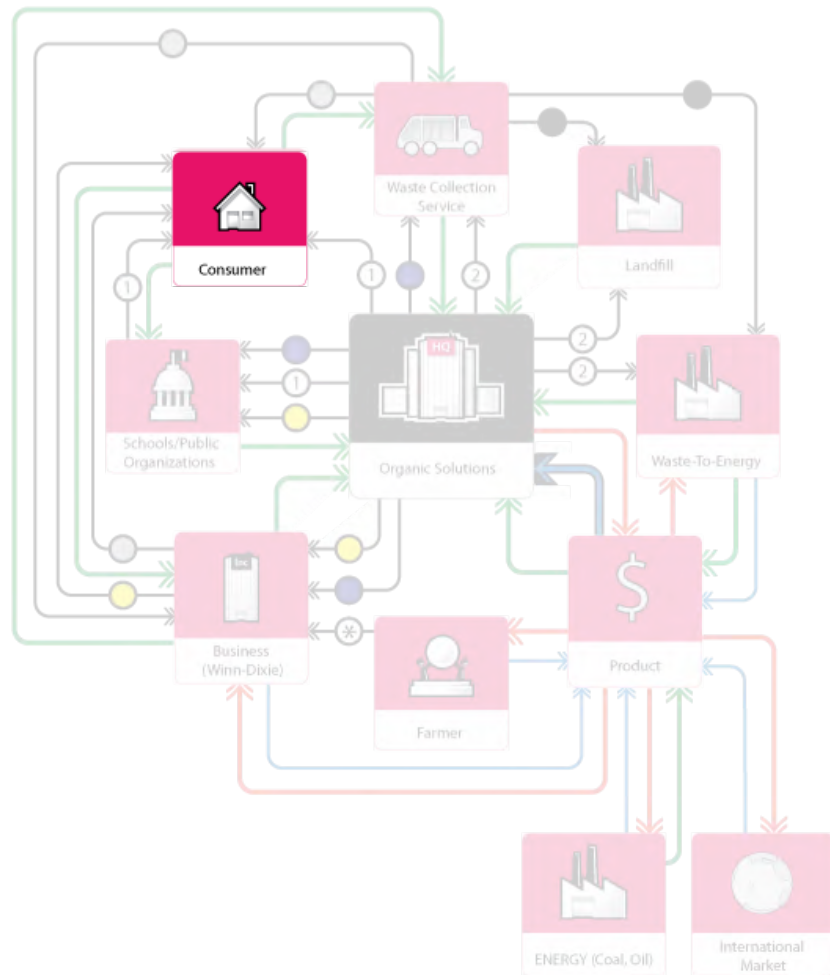 Waste Collection
Service
Consumer
Landfill
1
1
2
HQ
2
1
2
Schools/Public
Organizations
Organic Solutions
Waste-To-Energy
Inc
$
*
Business
(Winn-Dixie)
Product
Farmer
ENERGY (Coal, Oil)
International
Market